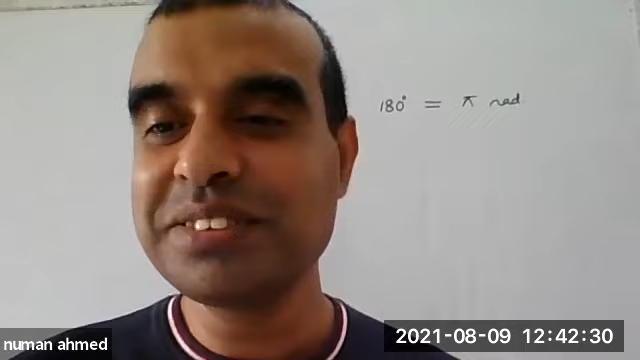 180° = π rad
numan ahmed
2021-08-09 12:42:30